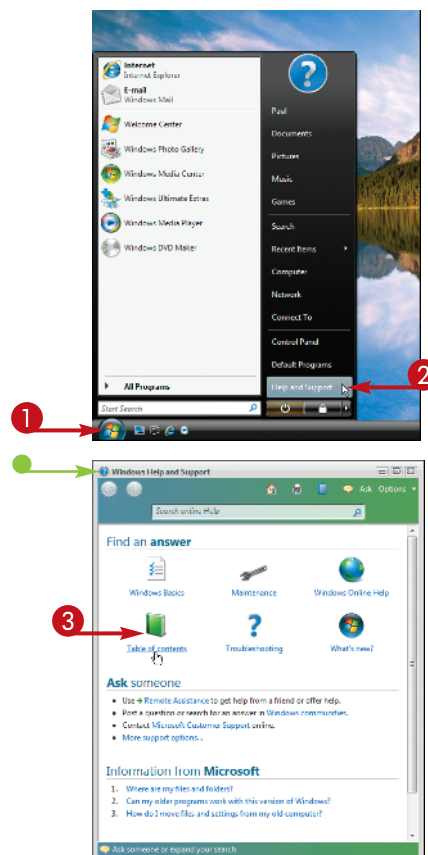 Internet
Internet Explorer
E-mail
Windows Mail
Welcome Center
Windows Photo Gallery
Windows Media Center
Windows Ultimate Extras
Windows Media Player
Windows DVD Maker
All Programs
Start Search
Paul
Documents
Pictures
Music
Games
Search
Recent Items
Computer
Network
Connect To
Control Panel
Default Programs
Help and Support
2
1
Windows Help and Support
Ask Options
Search online Help
Find an answer
Windows Basics
Maintenance
Windows Online Help
3
Table of contents
Troubleshooting
What's new?
Ask someone
Use Remote Assistance to get help from a friend or offer help.
Post a question or search for an answer in Windows communities.
Contact Microsoft Customer Support online.
More support options...
Information from Microsoft
1. Where are my files and folders?
2. Can my older programs work with this version of Windows?
3. How do I move files and settings from my old computer?
Ask someone or expand your search